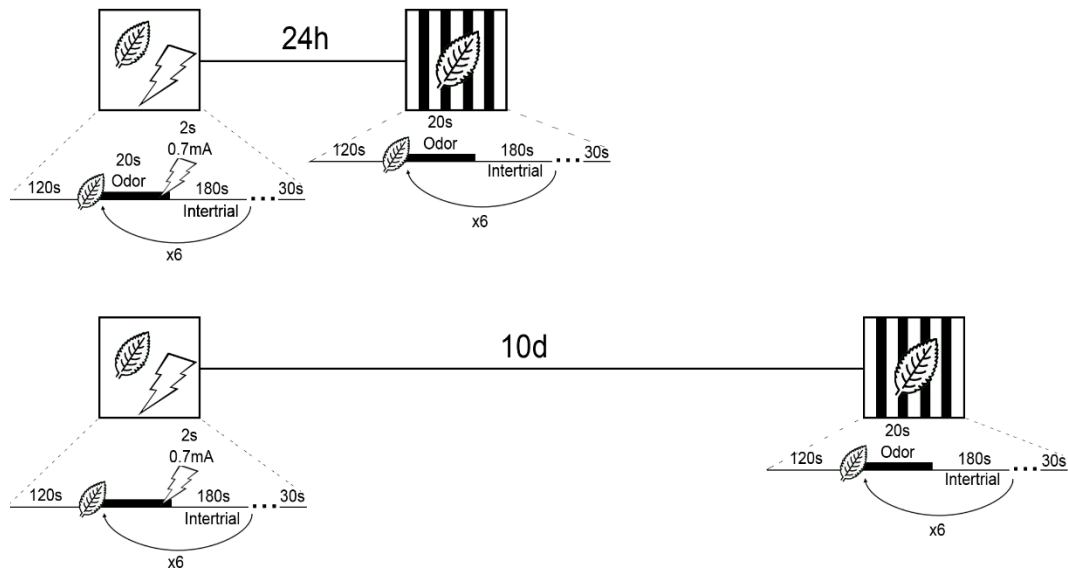 24h
2s
0.7mA
20s
Odor
120s
180s
30s
Intertrial
x6
20s
Odor
120s
180s
30s
Intertrial
x6
10d
2s
0.7mA
120s
180s
30s
Intertrial
x6
20s
Odor
120s
180s
30s
Intertrial
x6